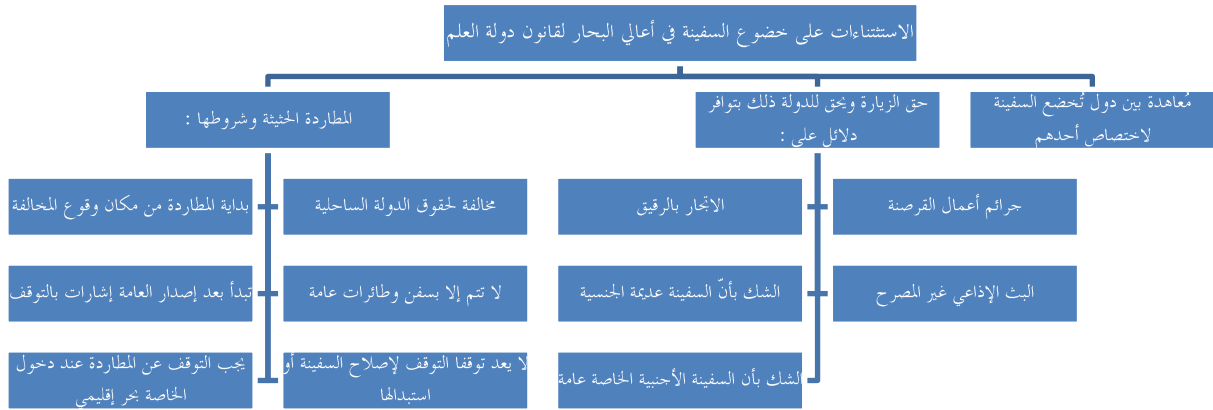 الاستثناءات على خضوع السفينة في أعالي البحار لقانون دولة العلم
مُعاهدة بين دول تُخضع السفينة
لاختصاص أحدهم
حق الزيارة ويحق للدولة ذلك بتوافر
دلائل على :
جرائم أعمال القرصنة
الاتجار بالرقيق
البث الإذاعي غير المصرح
الشك بأنّ السفينة عديمة الجنسية
الشك بأن السفينة الأجنبية الخاصة عامة
المطاردة الحثيثة وشروطها :
مخالفة لحقوق الدولة الساحلية
بداية المطاردة من مكان وقوع المخالفة
لا تتم إلا بسفن وطائرات عامة
تبدأ بعد إصدار العامة إشارات بالتوقف
لا يعد توقفا التوقف لإصلاح السفينة أو
استبدالها
يجب التوقف عن المطاردة عند دخول
الخاصة بحر إقليمي